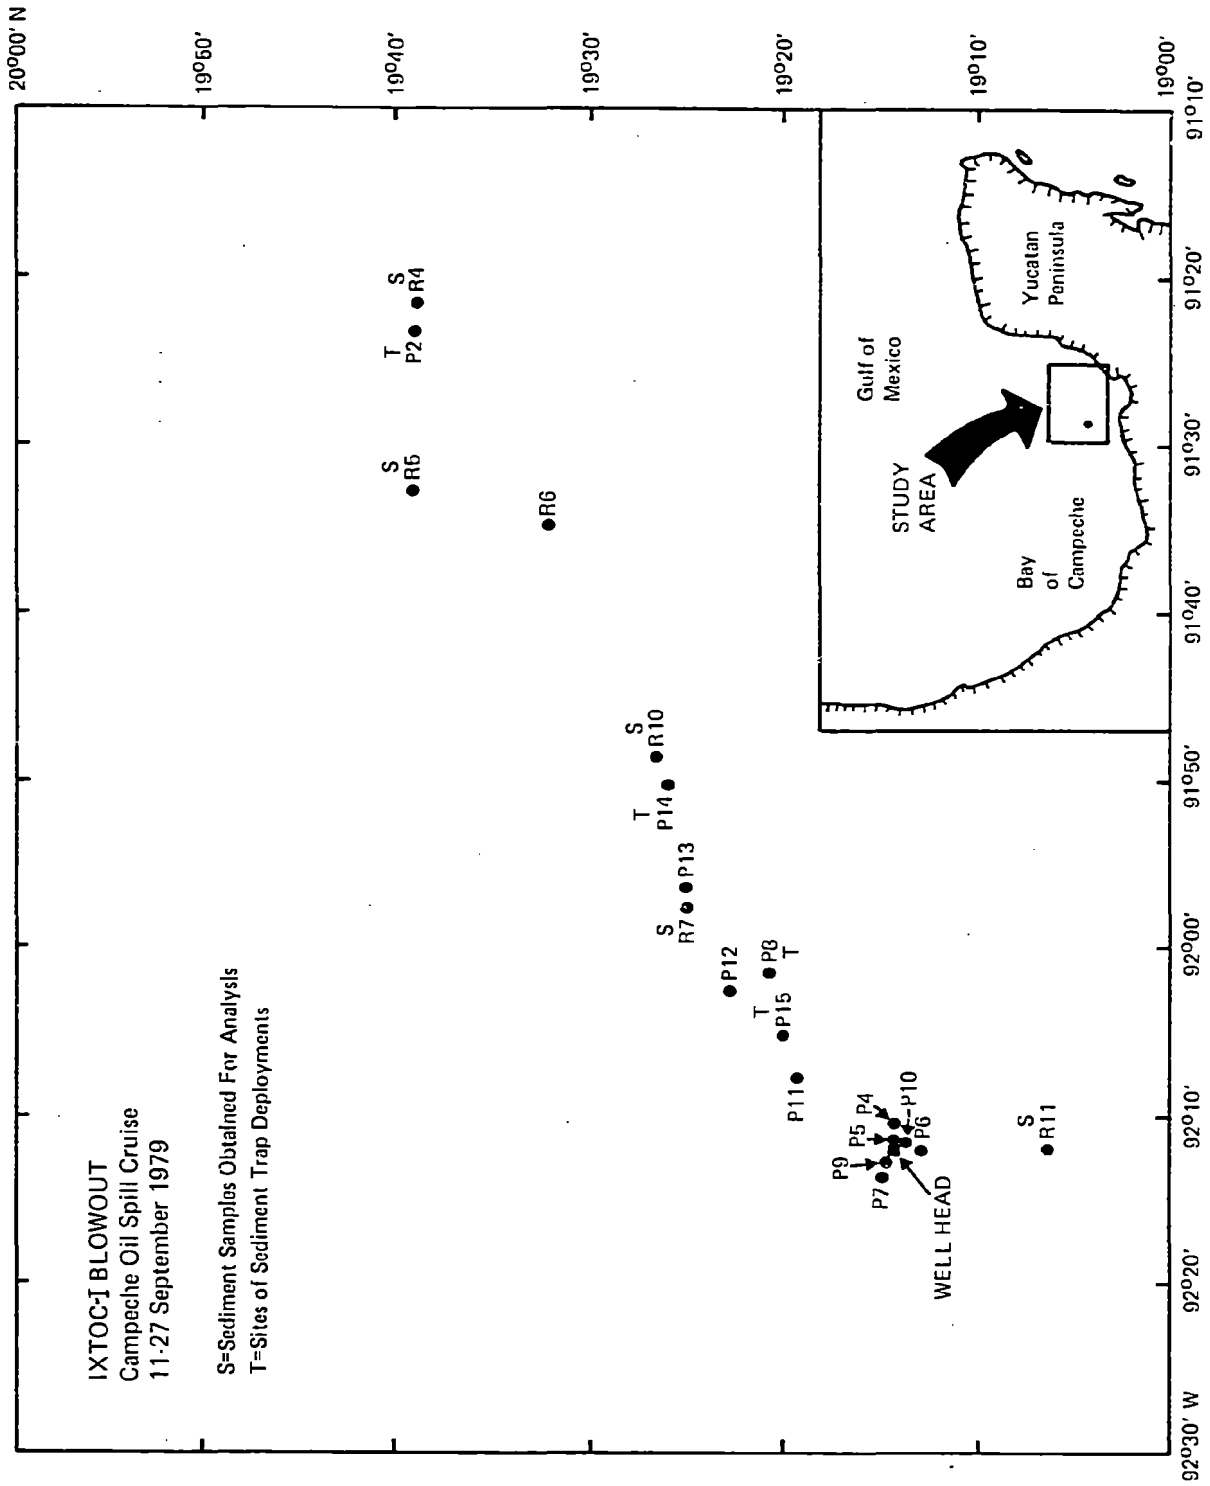 IXTOC-I BLOWOUT
Campeche Oil Spill Cruise
11-27 September 1979
S=Sediment Samples Obtained For Analysis
T=Sites of Sediment Trap Deployments
20°00' N
19°50'
19°40'
19°30'
19°20'
19°10'
19°00'
92°30' W
92°20'
92°10'
92°00'
91°50'
91°40'
91°30'
91°20'
91°10'
T
P2
S
R4
S
R5
R6
S
R10
T
P14
P13
S
R7
P12
P8
T
T
P15
P11
P4
P10
P5
P6
P9
P7
WELL HEAD
S
R11
STUDY
AREA
Gulf of
Mexico
Yucatan
Peninsula
Bay
of
Campeche